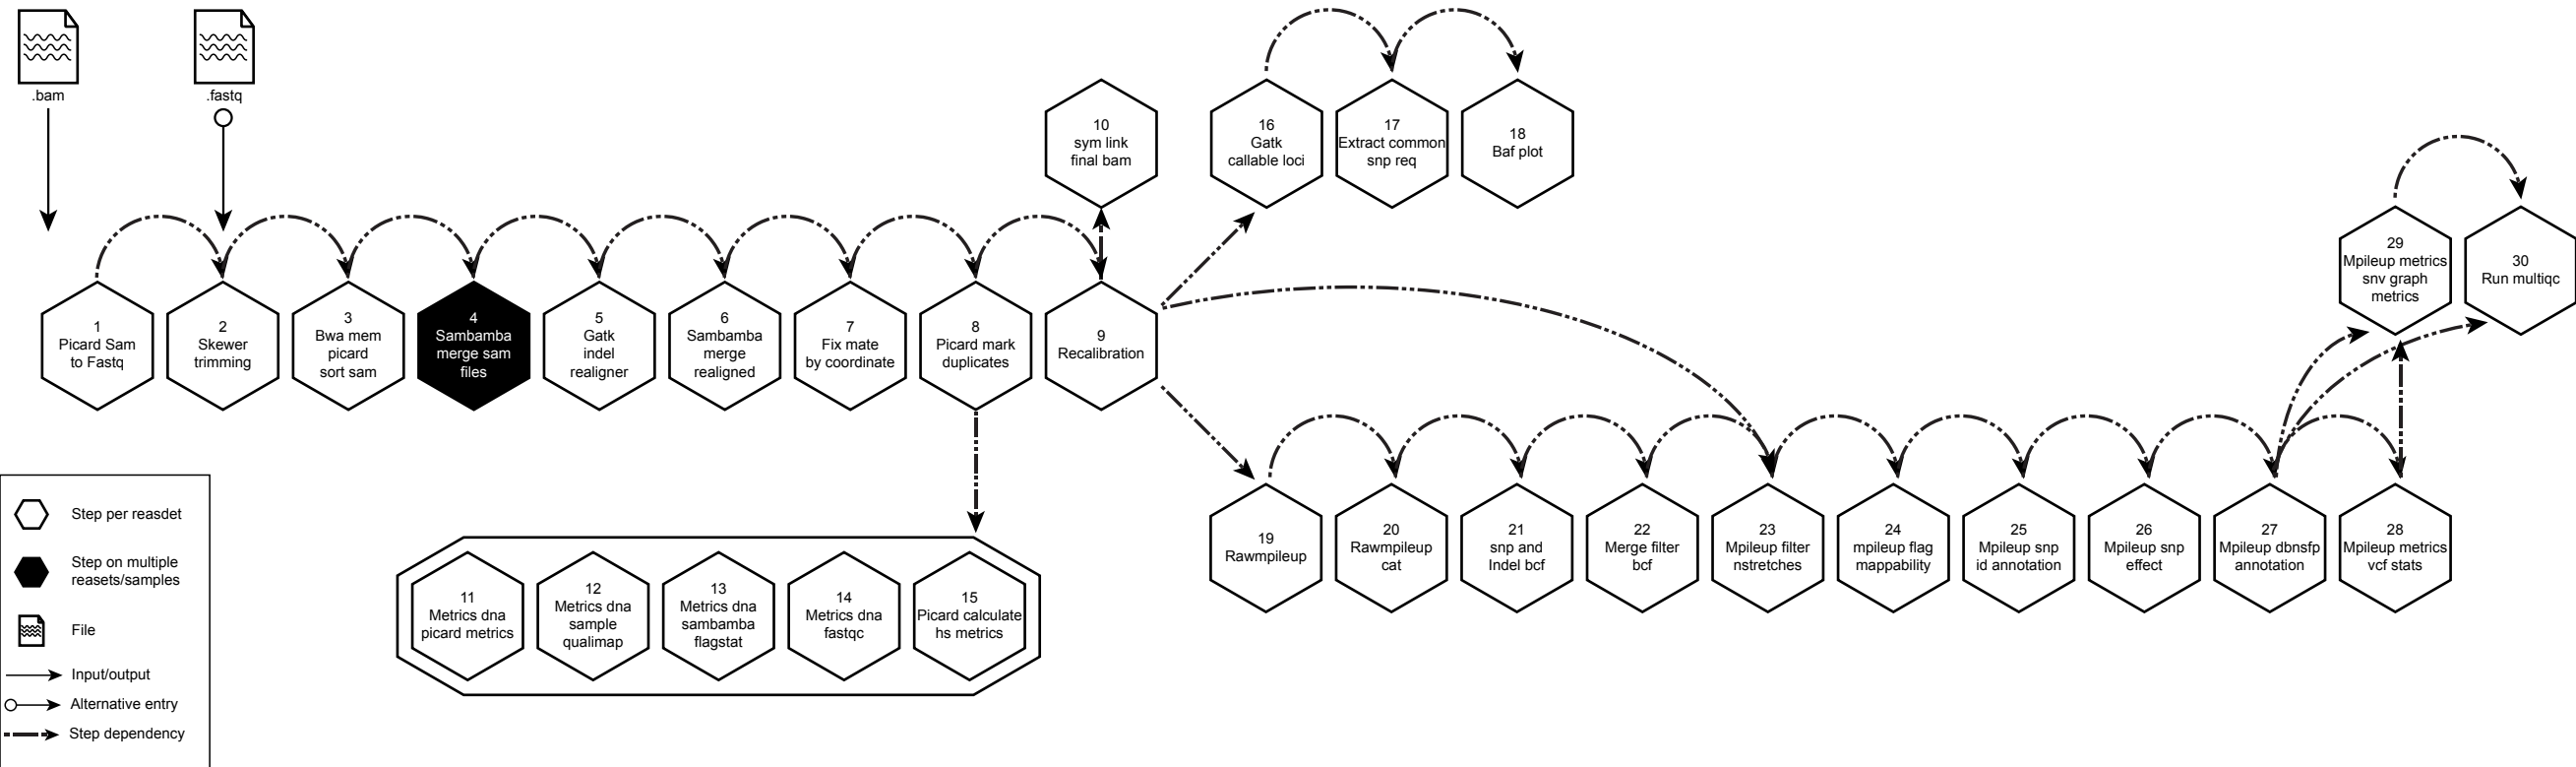 .bam
.fastq
1
Picard Sam
to Fastq
2
Skewer
trimming
3
Bwa mem
picard
sort sam
4
Sambamba
merge sam
files
5
Gatk
indel
realigner
6
Sambamba
merge
realigned
7
Fix mate
by coordinate
8
Picard mark
duplicates
9
Recalibration
10
sym link
final bam
11
Metrics dna
picard metrics
12
Metrics dna
sample
qualimap
13
Metrics dna
sambamba
flagstat
14
Metrics dna
fastqc
15
Picard calculate
hs metrics
16
Gatk
callable loci
17
Extract common
snp req
18
Baf plot
19
Rawmpileup
20
Rawmpileup
cat
21
snp and
Indel bcf
22
Merge filter
bcf
23
Mpileup filter
nstretches
24
mpileup flag
mappability
25
Mpileup snp
id annotation
26
Mpileup snp
effect
27
Mpileup dbnsfp
annotation
28
Mpileup metrics
vcf stats
29
Mpileup metrics
snv graph
metrics
30
Run multiqc
Step per reasdet
Step on multiple
reasets/samples
File
Input/output
Alternative entry
Step dependency